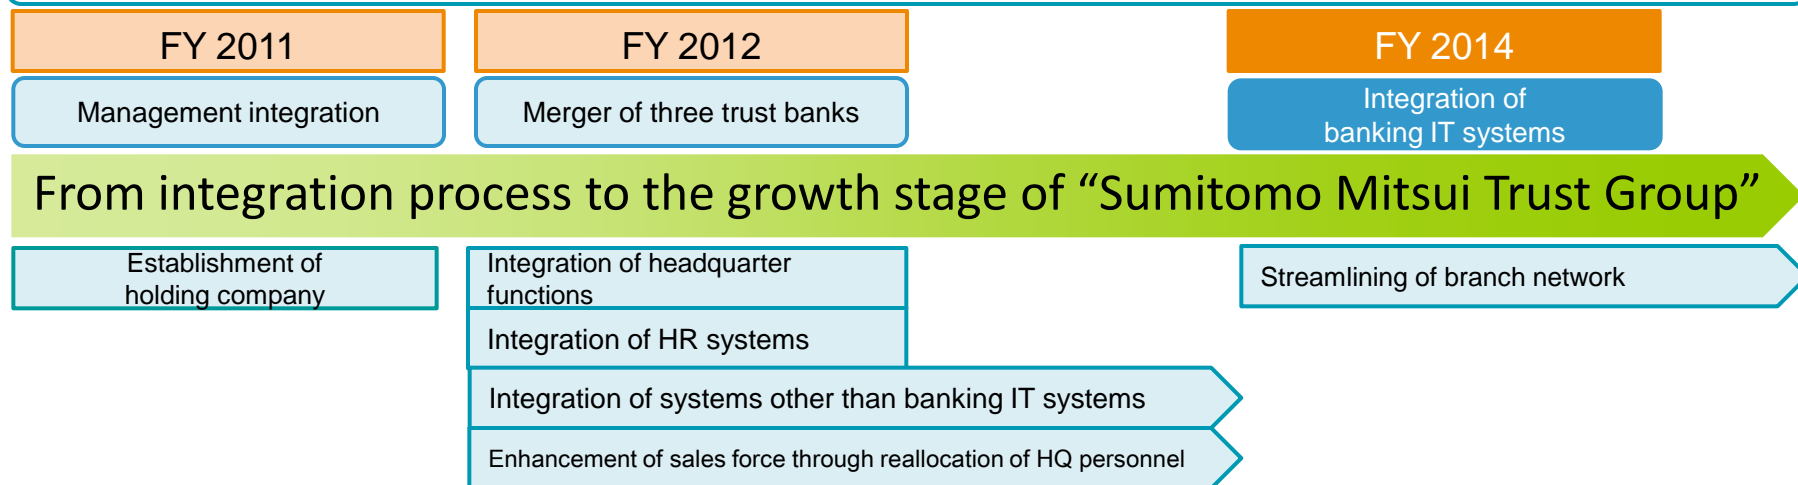 FY 2011
FY 2012
FY 2014
Management integration
Merger of three trust banks
Integration of
banking IT systems
From integration process to the growth stage of “Sumitomo Mitsui Trust Group”
Establishment of
holding company
Integration of headquarter
functions
Streamlining of branch network
Integration of HR systems
Integration of systems other than banking IT systems
Enhancement of sales force through reallocation of HQ personnel